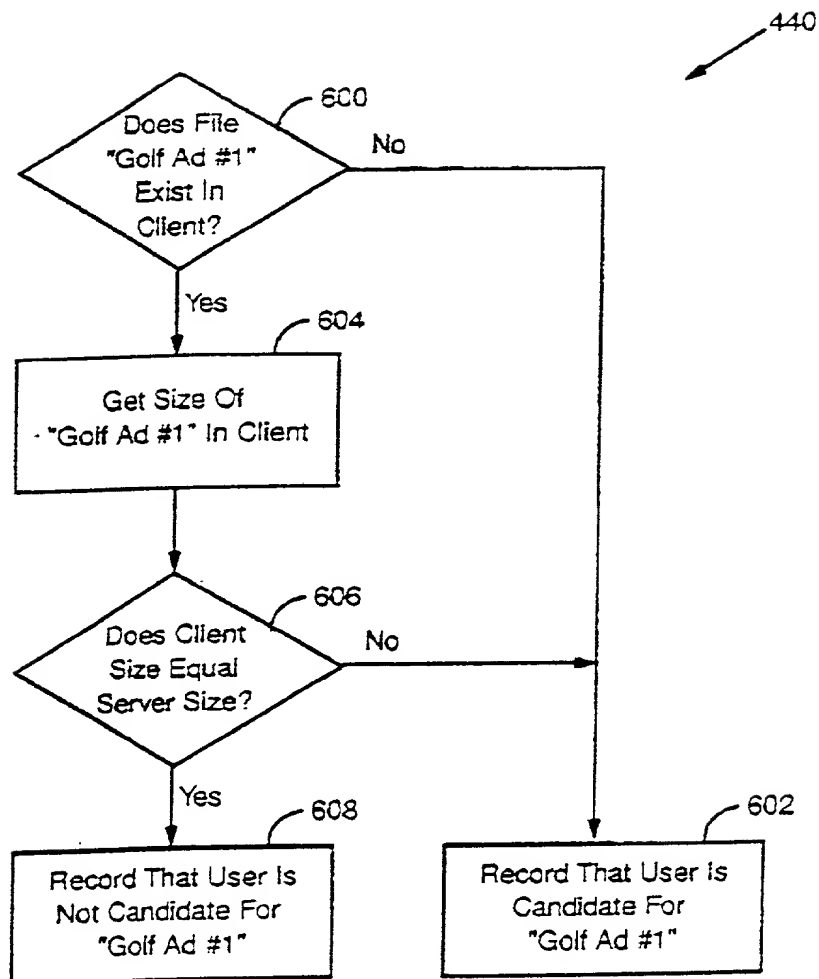 440
600
Does File
"Golf Ad #1"
Exist In
Client?
No
Yes
604
Get Size Of
"Golf Ad #1" In Client
606
Does Client
Size Equal
Server Size?
No
Yes
608
Record That User Is
Not Candidate For
"Golf Ad #1"
602
Record That User Is
Candidate For
"Golf Ad #1"